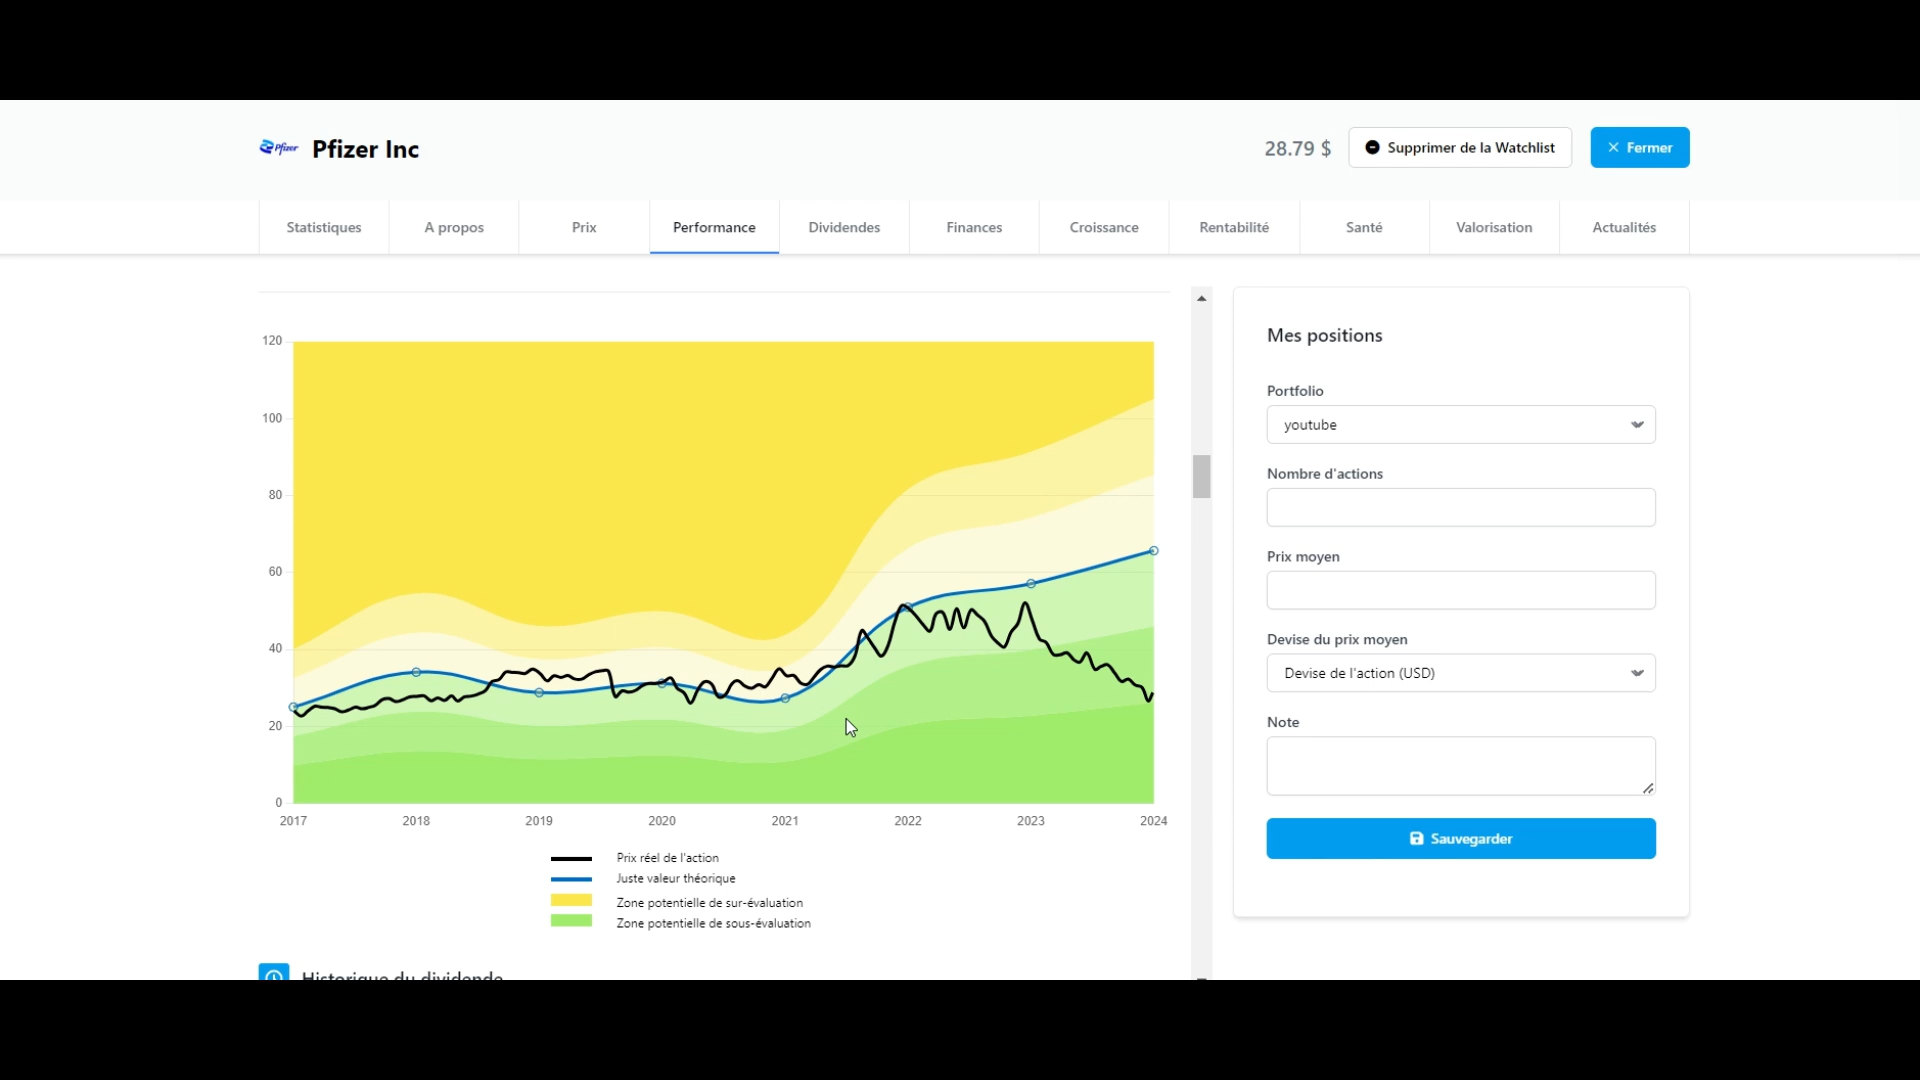 Pfizer Pfizer Inc
28.79 $
Supprimer de la Watchlist
Fermer
Statistiques
A propos
Prix
Performance
Dividendes
Finances
Croissance
Rentabilité
Santé
Valorisation
Actualités
120
100
80
60
40
20
0
2017
2018
2019
2020
2021
2022
2023
2024
Prix réel de l'action
Juste valeur théorique
Zone potentielle de sur-évaluation
Zone potentielle de sous-évaluation
Historique du dividende
Mes positions
Portfolio
youtube
Nombre d'actions
Prix moyen
Devise du prix moyen
Devise de l'action (USD)
Note
Sauvegarder